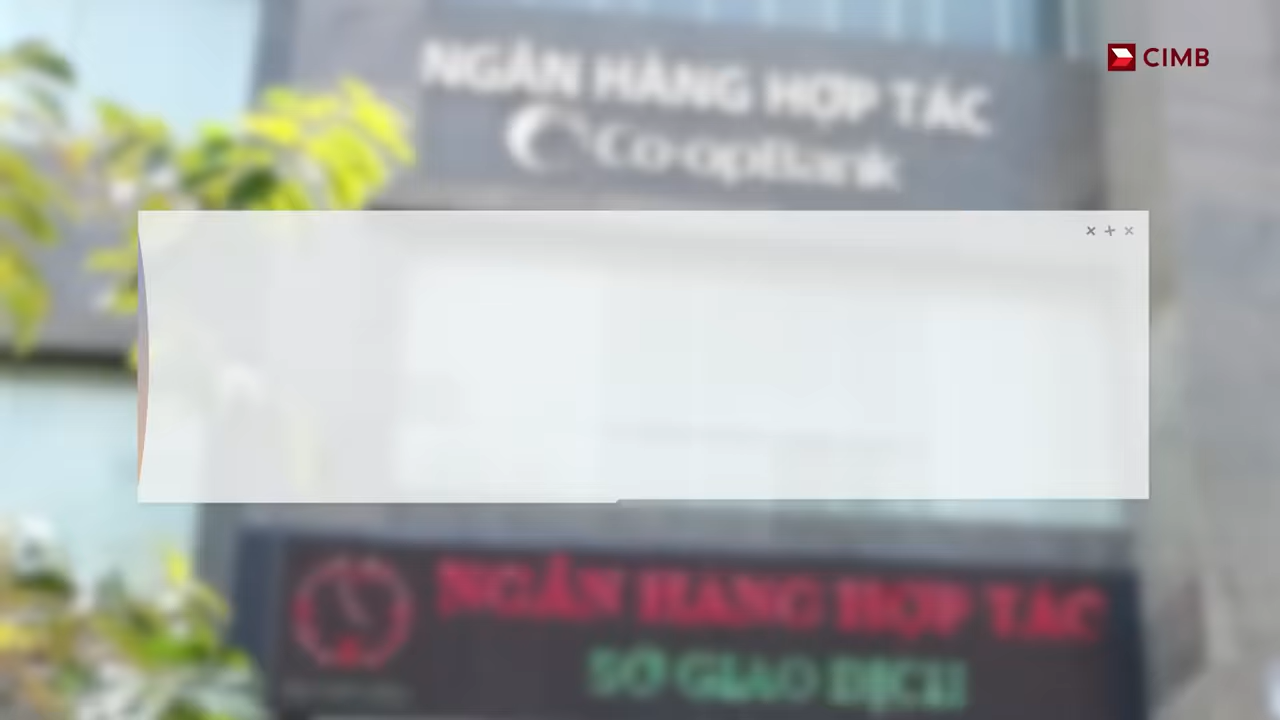 CIMB
NGÂN HÀNG HỢP TÁC
Co-opBank
NGÂN HÀNG HỢP TÁC
SỞ GIAO DỊCH